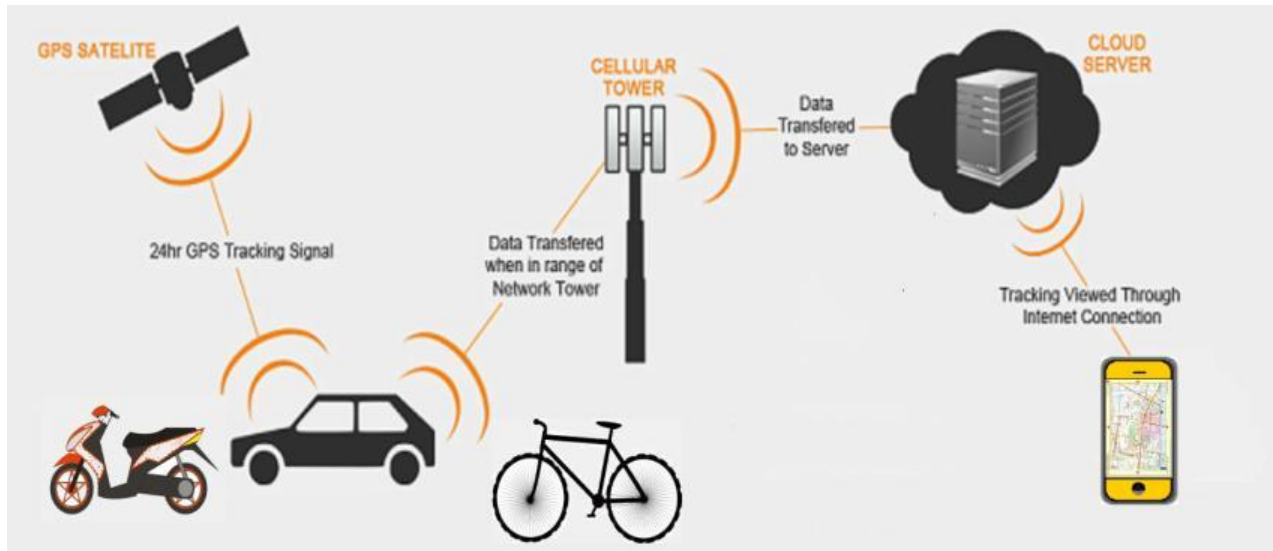 GPS SATELITE
24hr GPS Tracking Signal
CELLULAR
TOWER
Data Transfered
when in range of
Network Tower
Data
Transfered
to Server
CLOUD
SERVER
Tracking Viewed Through
Internet Connection